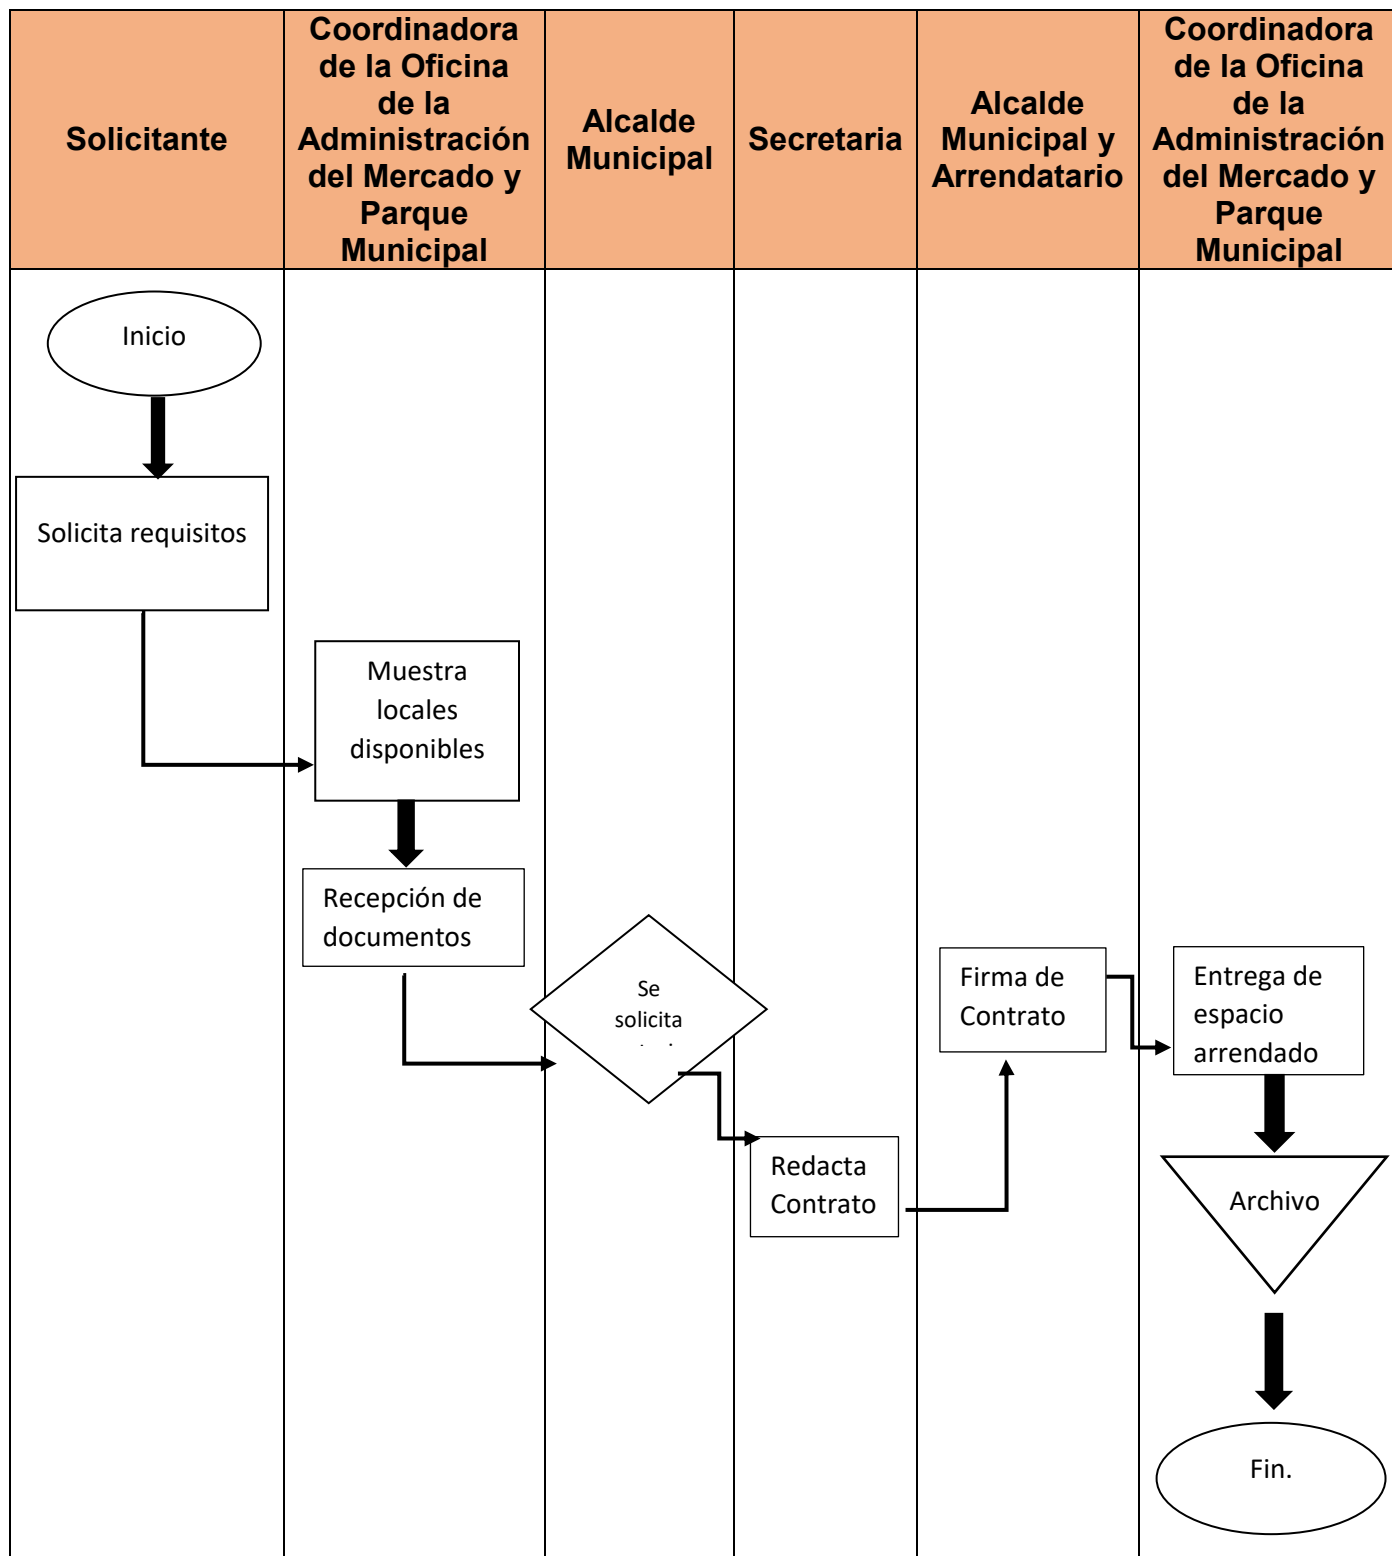 Solicitante
Coordinadora
de la Oficina
de la
Administración
del Mercado y
Parque
Municipal
Alcalde
Municipal
Secretaria
Alcalde
Municipal y
Arrendatario
Coordinadora
de la Oficina
de la
Administración
del Mercado y
Parque
Municipal
Inicio
Solicita requisitos
Muestra
locales
disponibles
Recepción de
documentos
Se
solicita
Redacta
Contrato
Firma de
Contrato
Entrega de
espacio
arrendado
Archivo
Fin.